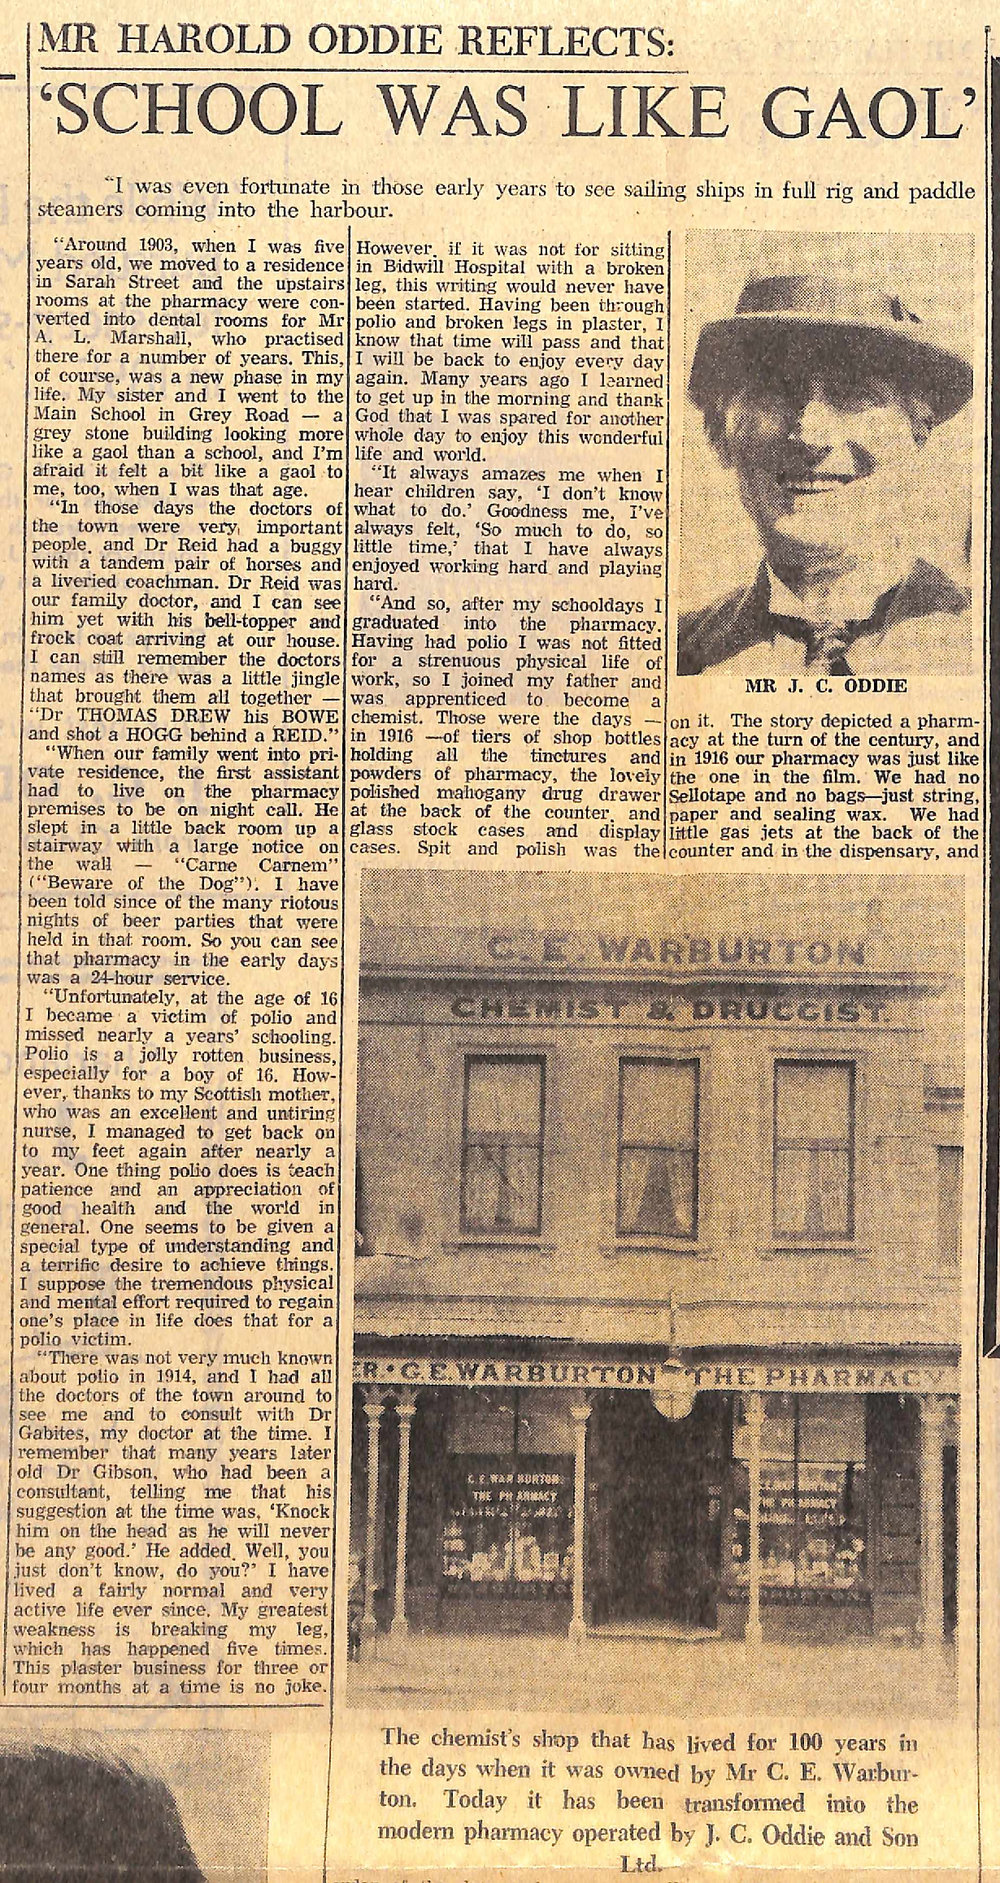 MR HAROLD ODDIE REFLECTS:
‘SCHOOL WAS LIKE GAOL’
“I was even fortunate in those early years to see sailing ships in full rig and paddle
steamers coming into the harbour.
“Around 1903, when I was five
years old, we moved to a residence
in Sarah Street and the upstairs
rooms at the pharmacy were con-
verted into dental rooms for Mr
A. L. Marshall, who practised
there for a number of years. This,
of course, was a new phase in my
life. My sister and I went to the
Main School in Grey Road — a
grey stone building looking more
like a gaol than a school, and I’m
afraid it felt a bit like a gaol to
me, too, when I was that age.
“In those days the doctors of
the town were very, important
people. and Dr Reid had a buggy
with a tandem pair of horses and
a liveried coachman. Dr Reid was
our family doctor, and I can see
him yet with his bell-topper and
frock coat arriving at our house.
I can still remember the doctors
names as there was a little jingle
that brought them all together —
“Dr THOMAS DREW his BOWE
and shot a HOGG behind a REID.”
“When our family went into pri-
vate residence, the first assistant
had to live on the pharmacy
premises to be on night call. He
slept in a little back room up a
stairway with a large notice on
the wall — “Carne Carnem”
(“Beware of the Dog”). I have
been told since of the many riotous
nights of beer parties that were
held in that room. So you can see
that pharmacy in the early days
was a 24-hour service.
“Unfortunately, at the age of 16
I became a victim of polio and
missed nearly a years’ schooling.
Polio is a jolly rotten business,
especially for a boy of 16. How-
ever, thanks to my Scottish mother,
who was an excellent and untiring
nurse, I managed to get back on
to my feet again after nearly a
year. One thing polio does is teach
patience and an appreciation of
good health and the world in
general. One seems to be given a
special type of understanding and
a terrific desire to achieve things.
I suppose the tremendous physical
and mental effort required to regain
one’s place in life does that for a
polio victim.
“There was not very much known
about polio in 1914, and I had all
the doctors of the town around to
see me and to consult with Dr
Gabites, my doctor at the time. I
remember that many years later
old Dr Gibson, who had been a
consultant, telling me that his
suggestion at the time was, ‘Knock
him on the head as he will never
be any good.’ He added. Well, you
just don’t know, do you?’ I have
lived a fairly normal and very
active life ever since. My greatest
weakness is breaking my leg,
which has happened five times.
This plaster business for three or
four months at a time is no joke.
However, if it was not for sitting
in Bidwill Hospital with a broken
leg, this writing would never have
been started. Having been through
polio and broken legs in plaster, I
know that time will pass and that
I will be back to enjoy every day
again. Many years ago I learned
to get up in the morning and thank
God that I was spared for another
whole day to enjoy this wonderful
life and world.
“It always amazes me when I
hear children say, ‘I don’t know
what to do.’ Goodness me, I’ve
always felt, ‘So much to do, so
little time,’ that I have always
enjoyed working hard and playing
hard.
“And so, after my schooldays I
graduated into the pharmacy.
Having had polio I was not fitted
for a strenuous physical life of
work, so I joined my father and
was apprenticed to become a
chemist. Those were the days —
in 1916 —of tiers of shop bottles
holding all the tinctures and
powders of pharmacy, the lovely
polished mahogany drug drawer
at the back of the counter, and
glass stock cases and display
cases. Spit and polish was the
MR J. C. ODDIE
on it. The story depicted a pharm-
acy at the turn of the century, and
in 1916 our pharmacy was just like
the one in the film. We had no
Sellotape and no bags—just string,
paper and sealing wax. We had
little gas jets at the back of the
counter and in the dispensary, and
C. E. WARBURTON
CHEMIST & DRUGGIST.
R • C.E. WARBURTON THE PHARMACY
C. E. WARBURTON
THE PHARMACY
WARBURTON
THE PHARMACY
The chemist’s shop that has lived for 100 years in
the days when it was owned by Mr C. E. Warbur-
ton. Today it has been transformed into the
modern pharmacy operated by J. C. Oddie and Son
Ltd.